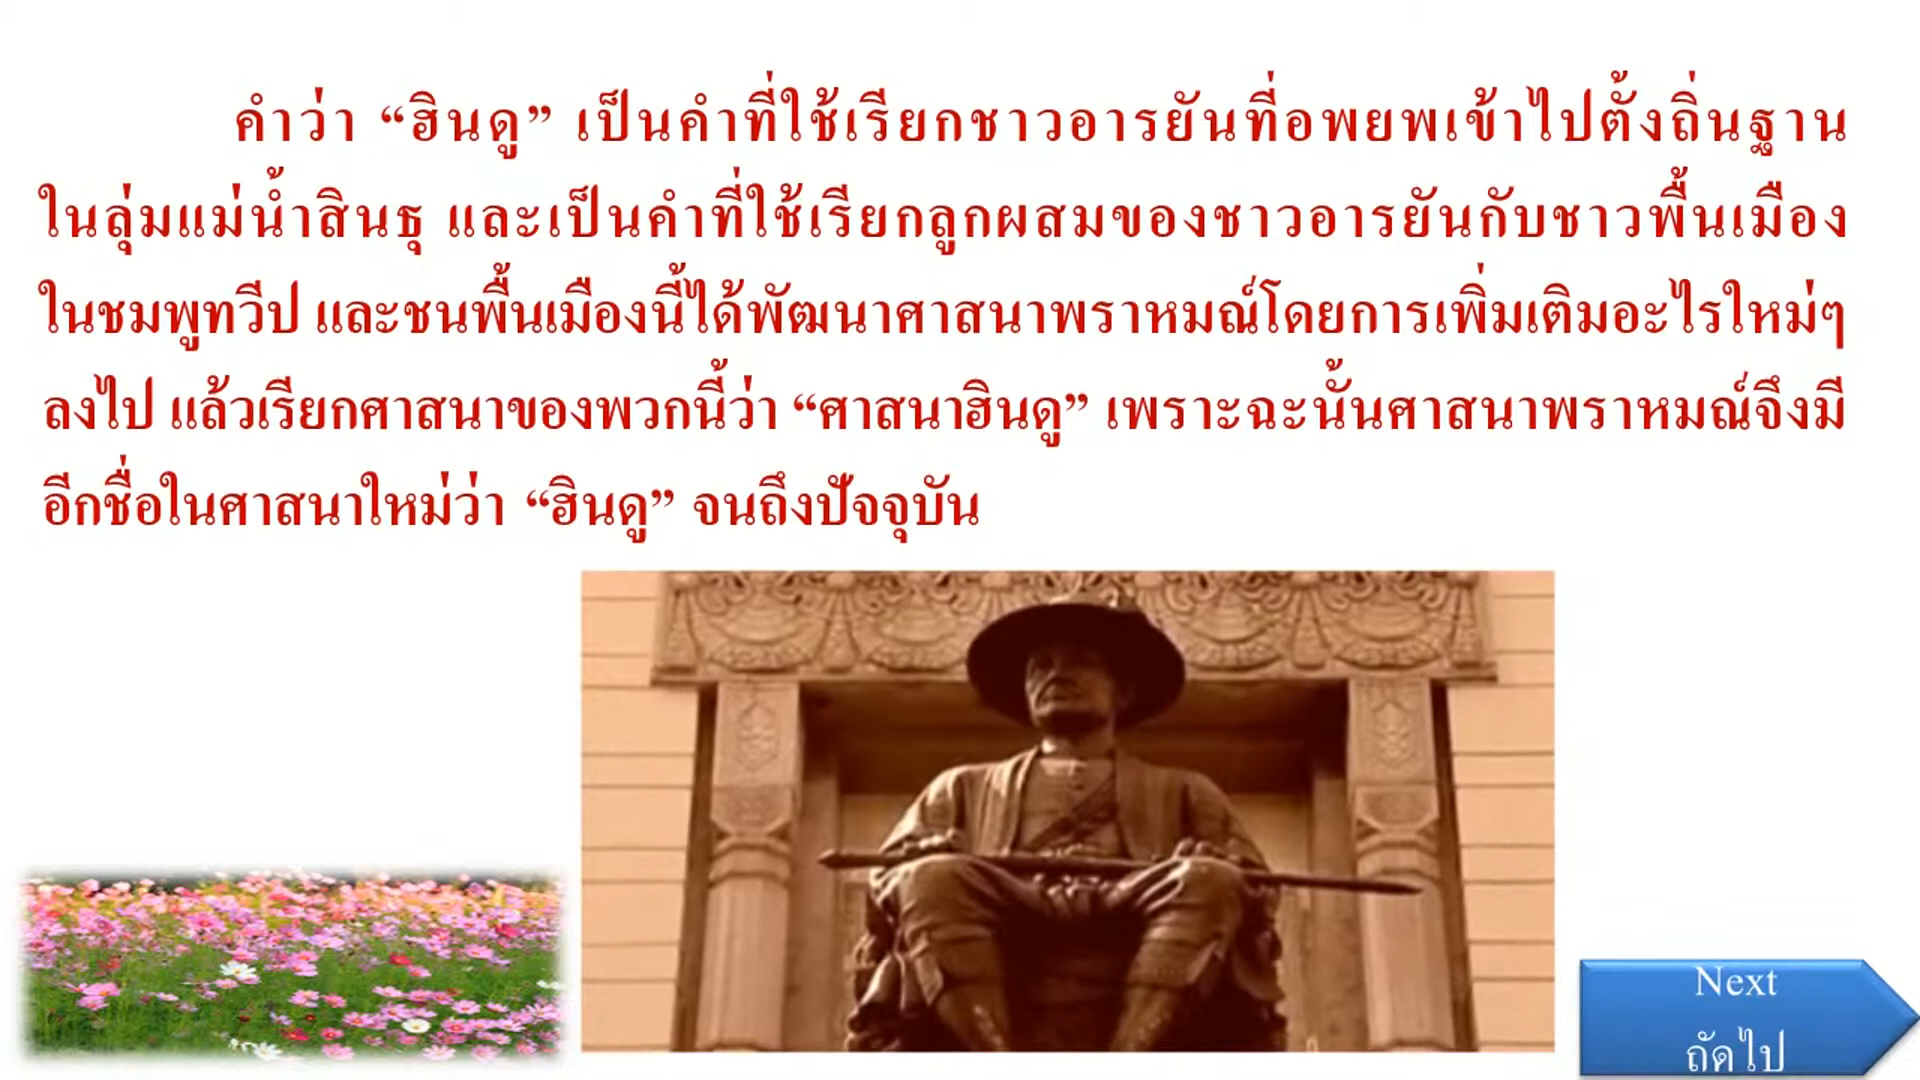 คำว่า “ฮินดู” เป็นคำที่ใช้เรียกชาวอารยันที่อพยพเข้าไปตั้งถิ่นฐาน
ในลุ่มแม่น้ำสินธุ และเป็นคำที่ใช้เรียกลูกผสมของชาวอารยันกับชาวพื้นเมือง
ในชมพูทวีป และชนพื้นเมืองนี้ได้พัฒนาศาสนาพราหมณ์โดยการเพิ่มเติมอะไรใหม่ๆ
ลงไป แล้วเรียกศาสนาของพวกนี้ว่า “ศาสนาฮินดู” เพราะฉะนั้นศาสนาพราหมณ์จึงมี
อีกชื่อในศาสนาใหม่ว่า “ฮินดู” จนถึงปัจจุบัน
Next
ถัดไป